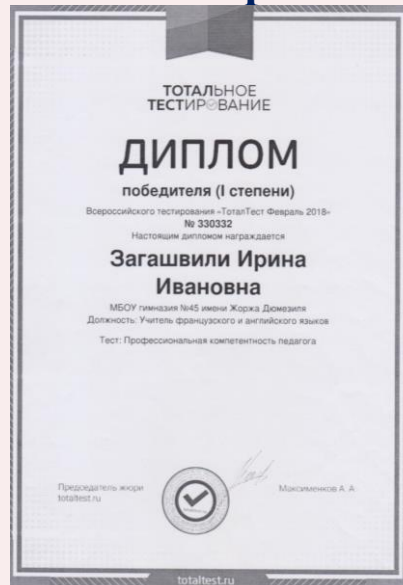 ТОТАЛЬНОЕ
ТЕСТИРОВАНИЕ
ДИПЛОМ
победителя (I степени)
Всероссийского тестирования «ТоталТест Февраль 2018»
№ 330332
Настоящим дипломом награждается
Загашвили Ирина
Ивановна
МБОУ гимназия №45 имени Жоржа Дюмезиля
Должность: Учитель французского и английского языков
Тест: Профессиональная компетентность педагога
Председатель жюри
totaltest.ru
Максименков А. А.
totaltest.ru